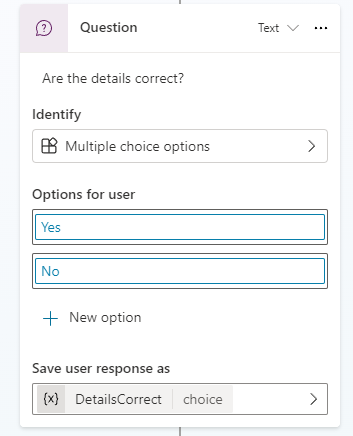 Question Text
Are the details correct?
Identify
Multiple choice options
Options for user
Yes
No
New option
Save user response as
{x} DetailsCorrect choice